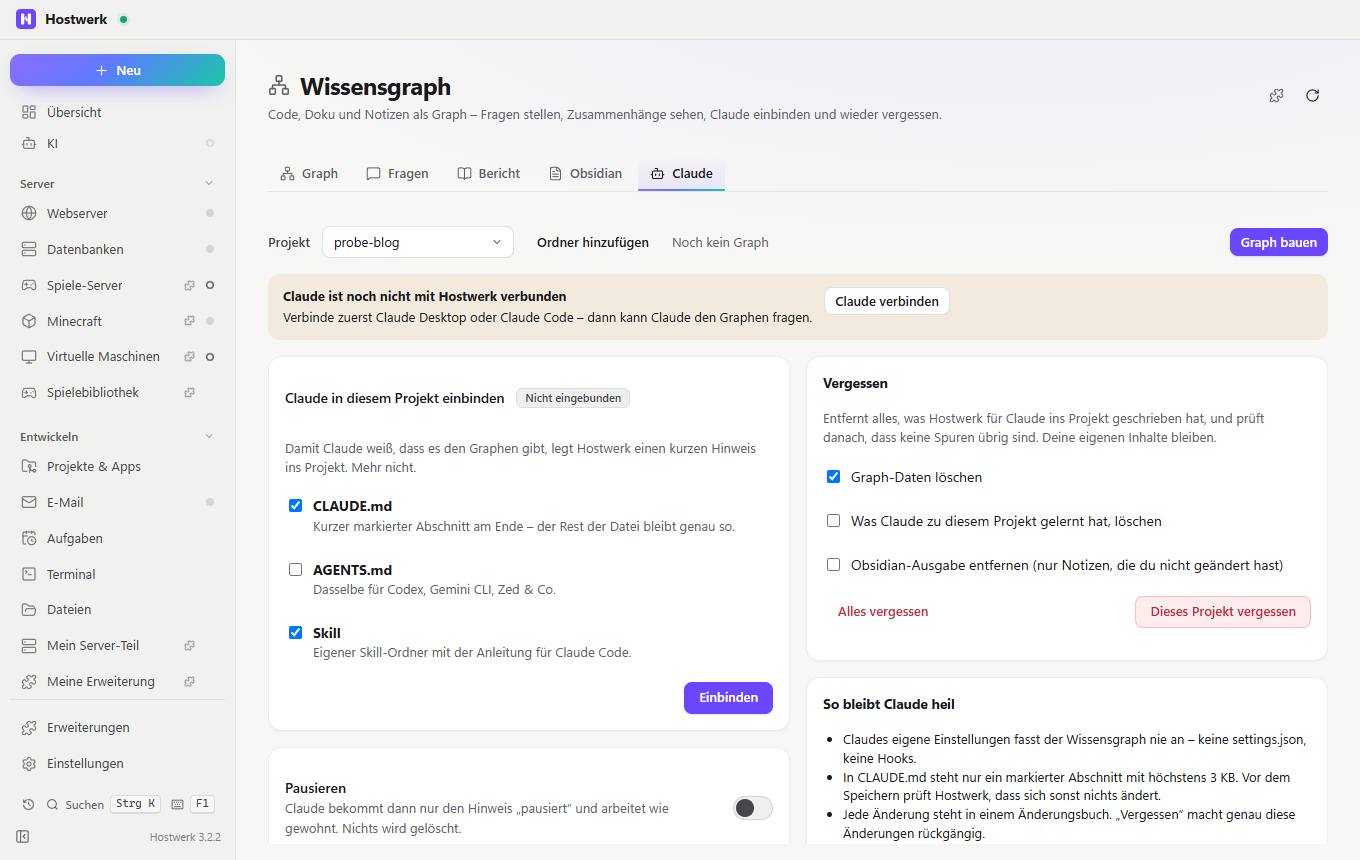 Hostwerk
Neu
Übersicht
KI
Server
Webserver
Datenbanken
Spiele-Server
Minecraft
Virtuelle Maschinen
Spielebibliothek
Entwickeln
Projekte & Apps
E-Mail
Aufgaben
Terminal
Dateien
Mein Server-Teil
Meine Erweiterung
Erweiterungen
Einstellungen
Suchen Strg K F1
Hostwerk 3.2.2
Wissensgraph
Code, Doku und Notizen als Graph – Fragen stellen, Zusammenhänge sehen, Claude einbinden und wieder vergessen.
Graph Fragen Bericht Obsidian Claude
Projekt probe-blog Ordner hinzufügen Noch kein Graph Graph bauen
Claude ist noch nicht mit Hostwerk verbunden
Verbinde zuerst Claude Desktop oder Claude Code – dann kann Claude den Graphen fragen.
Claude verbinden
Claude in diesem Projekt einbinden Nicht eingebunden
Damit Claude weiß, dass es den Graphen gibt, legt Hostwerk einen kurzen Hinweis
ins Projekt. Mehr nicht.
CLAUDE.md
Kurzer markierter Abschnitt am Ende – der Rest der Datei bleibt genau so.
AGENTS.md
Dasselbe für Codex, Gemini CLI, Zed & Co.
Skill
Eigener Skill-Ordner mit der Anleitung für Claude Code.
Einbinden
Pausieren
Claude bekommt dann nur den Hinweis „pausiert“ und arbeitet wie
gewohnt. Nichts wird gelöscht.
Vergessen
Entfernt alles, was Hostwerk für Claude ins Projekt geschrieben hat, und prüft
danach, dass keine Spuren übrig sind. Deine eigenen Inhalte bleiben.
Graph-Daten löschen
Was Claude zu diesem Projekt gelernt hat, löschen
Obsidian-Ausgabe entfernen (nur Notizen, die du nicht geändert hast)
Alles vergessen Dieses Projekt vergessen
So bleibt Claude heil
Claudes eigene Einstellungen fasst der Wissensgraph nie an – keine settings.json,
keine Hooks.
In CLAUDE.md steht nur ein markierter Abschnitt mit höchstens 3 KB. Vor dem
Speichern prüft Hostwerk, dass sich sonst nichts ändert.
Jede Änderung steht in einem Änderungsbuch. „Vergessen“ macht genau diese
Änderungen rückgängig.